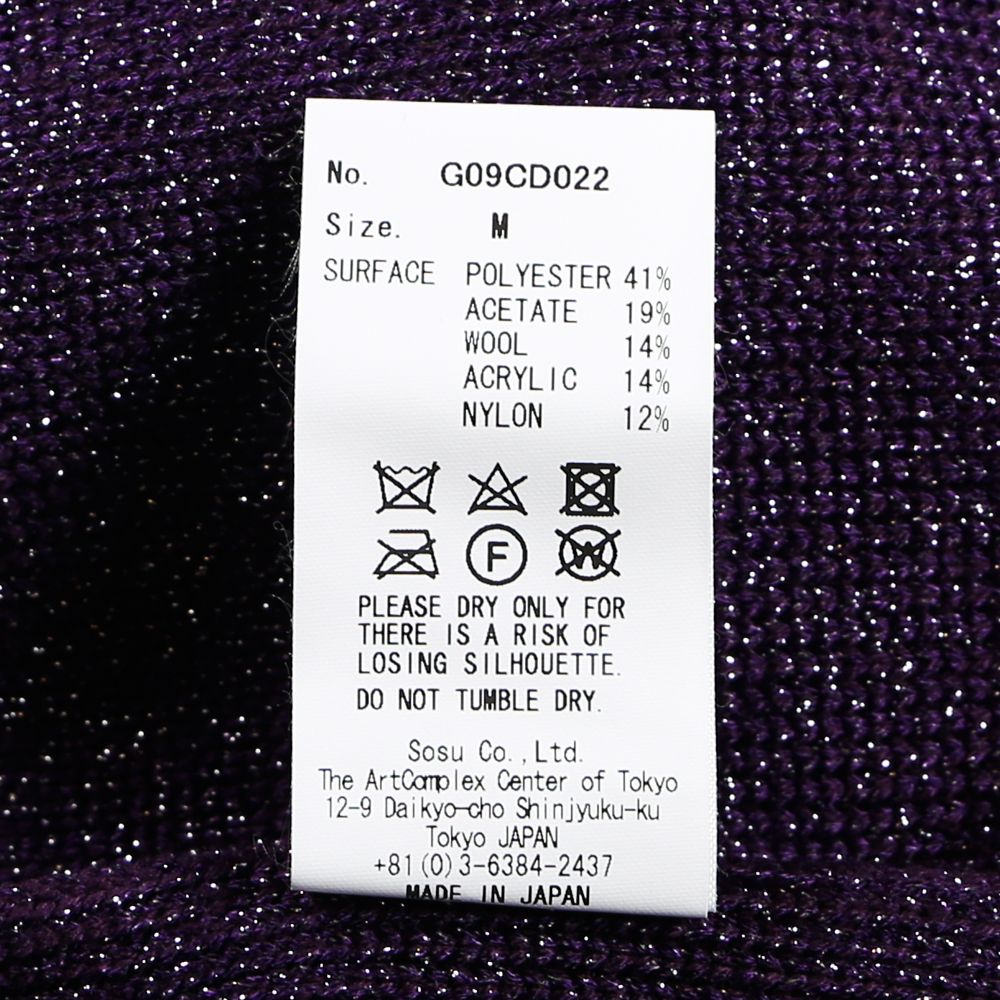 No. G09CD022
Size. M
SURFACE POLYESTER 41%
ACETATE 19%
WOOL 14%
ACRYLIC 14%
NYLON 12%
F W
PLEASE DRY ONLY FOR
THERE IS A RISK OF
LOSING SILHOUETTE.
DO NOT TUMBLE DRY.
Sosu Co.,Ltd.
The ArtComplex Center of Tokyo
12-9 Daikyo-cho Shinjyuku-ku
Tokyo JAPAN
+81(0)3-6384-2437
MADE IN JAPAN